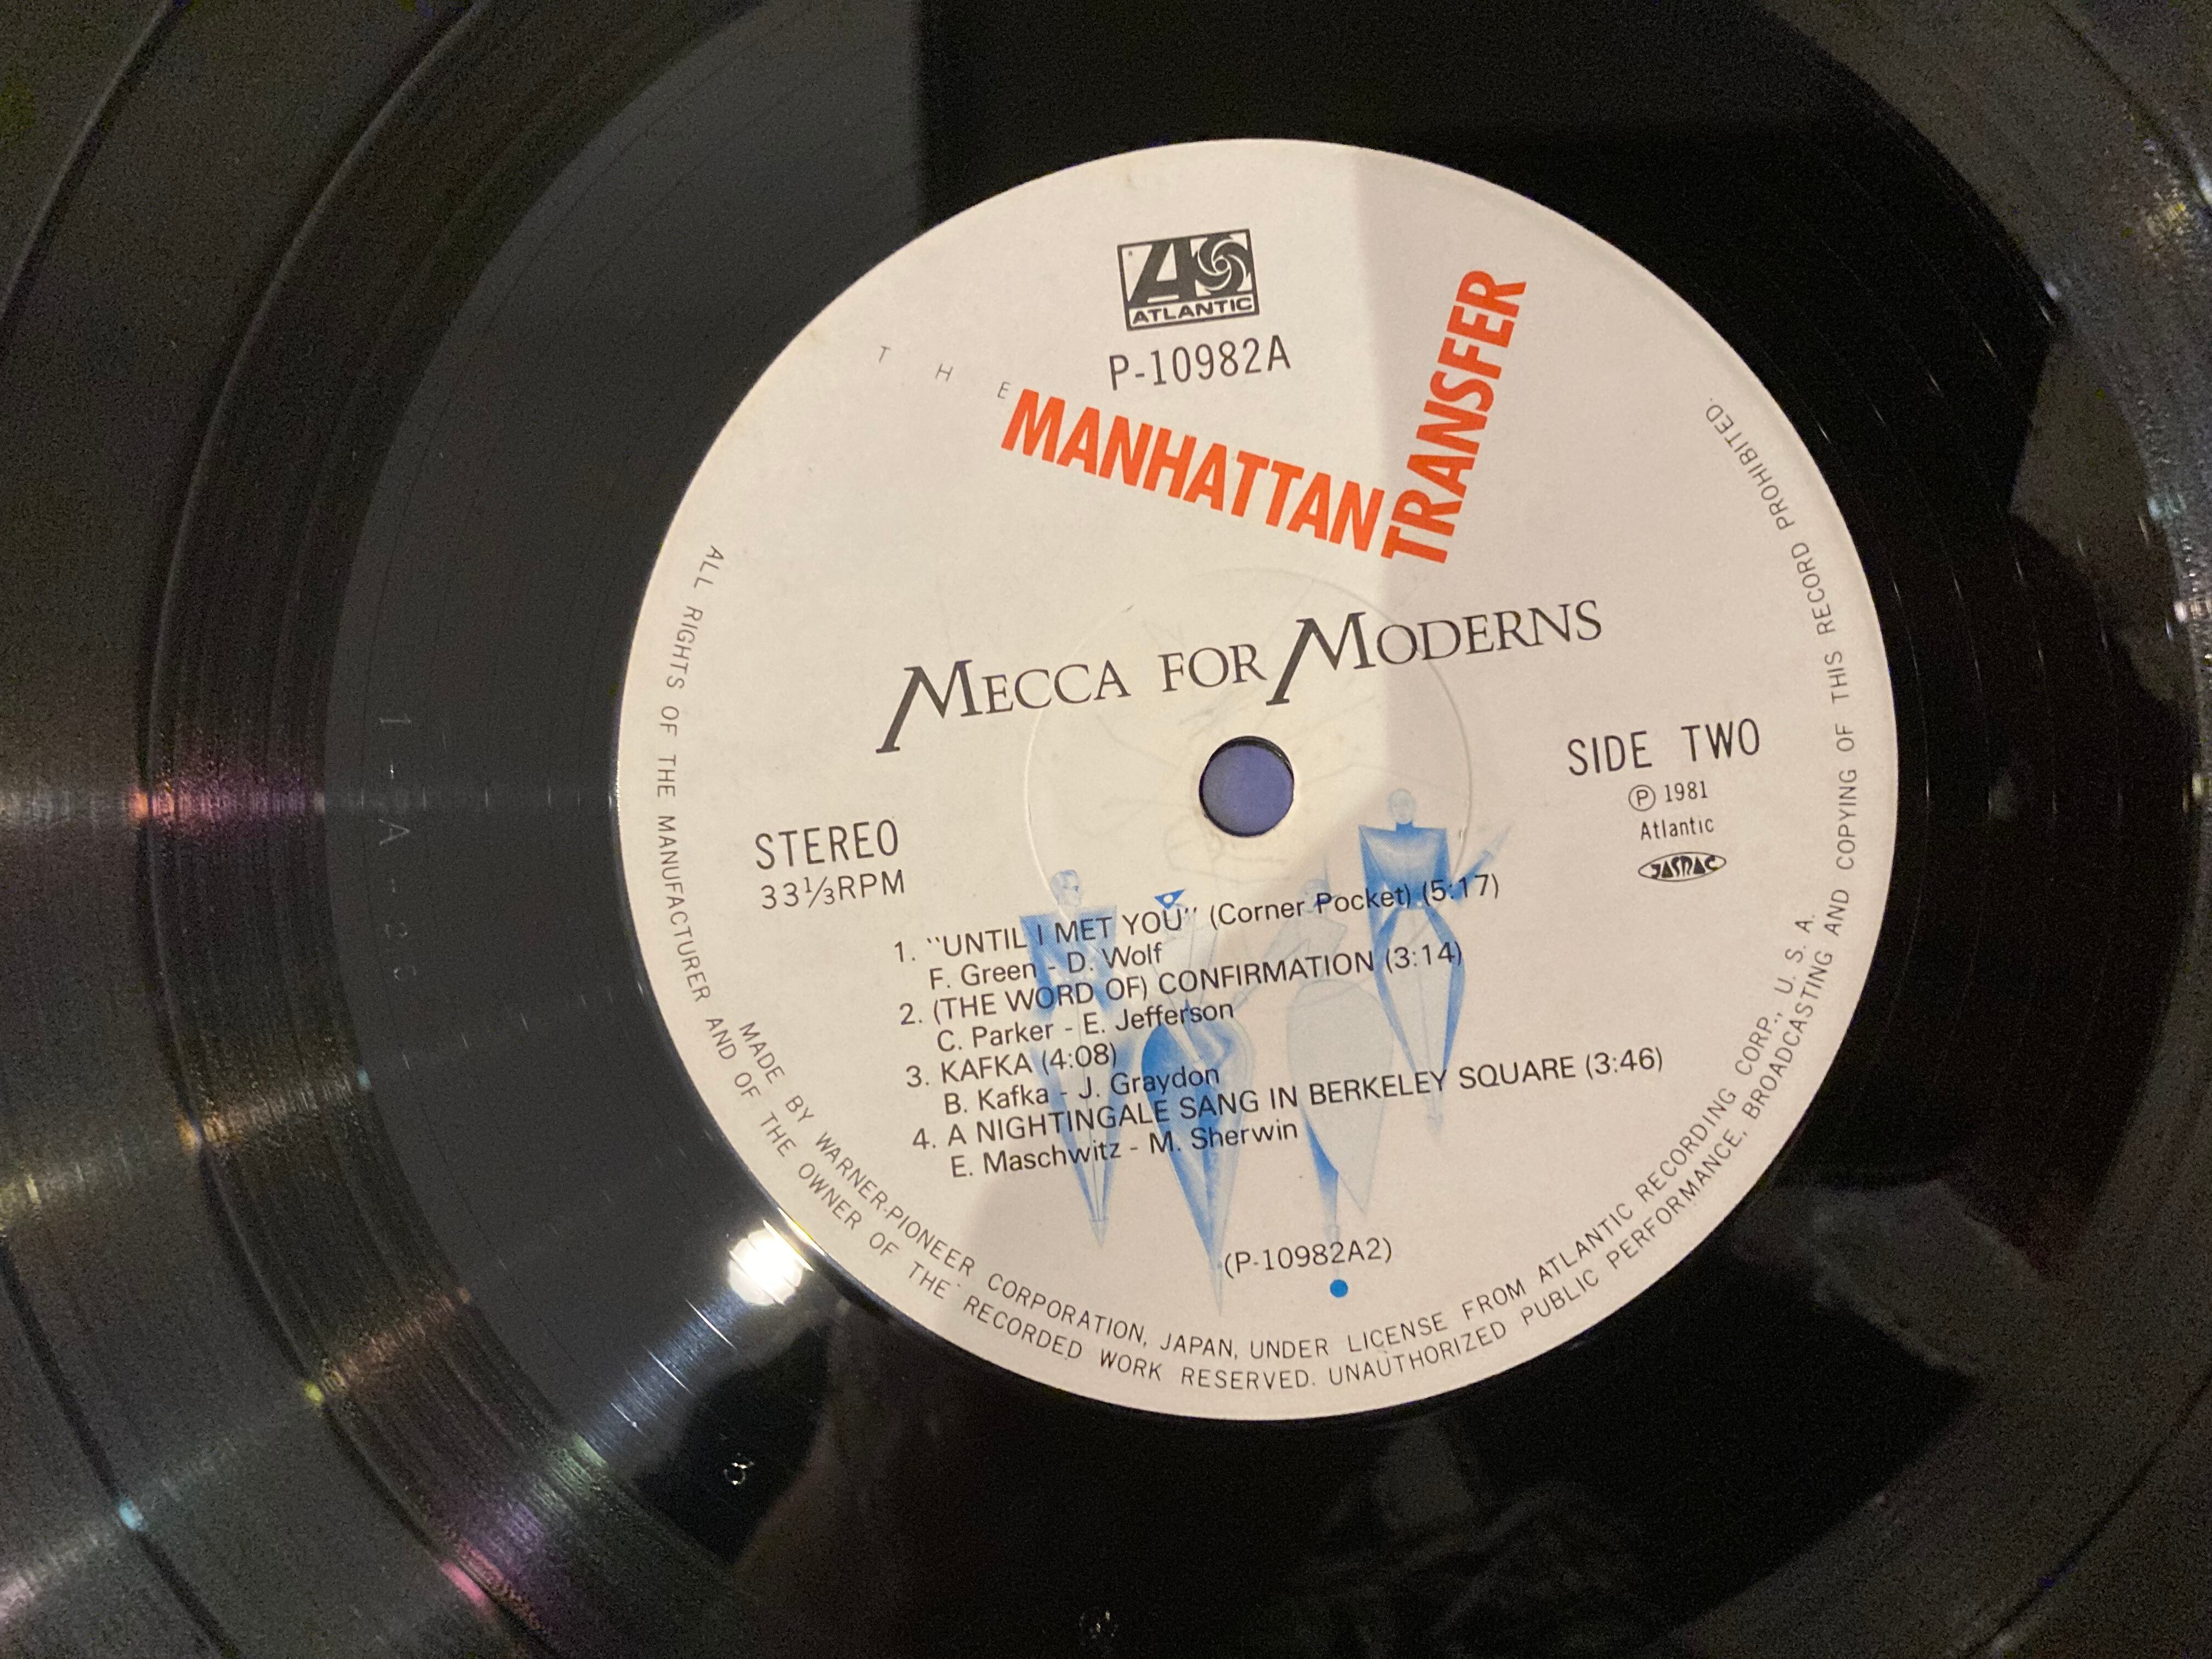 ATLANTIC
P-10982A
THE
MANHATTAN
TRANSFER
MECCA FOR MODERNS
SIDE TWO
Ⓟ 1981
Atlantic
JASRAC
STEREO
33⅓RPM
1. "UNTIL I MET YOU" (Corner Pocket) (5:17)
F. Green - D. Wolf
2. (THE WORD OF) CONFIRMATION (3:14)
C. Parker - E. Jefferson
3. KAFKA (4:08)
B. Kafka - J. Graydon
4. A NIGHTINGALE SANG IN BERKELEY SQUARE (3:46)
E. Maschwitz - M. Sherwin
(P-10982A2)
MADE BY WARNER-PIONEER CORPORATION, JAPAN, UNDER LICENSE FROM ATLANTIC RECORDING CORP., U. S. A.
ALL RIGHTS OF THE MANUFACTURER AND OF THE OWNER OF THE RECORDED WORK RESERVED. UNAUTHORIZED PUBLIC PERFORMANCE, BROADCASTING AND COPYING OF THIS RECORD PROHIBITED.